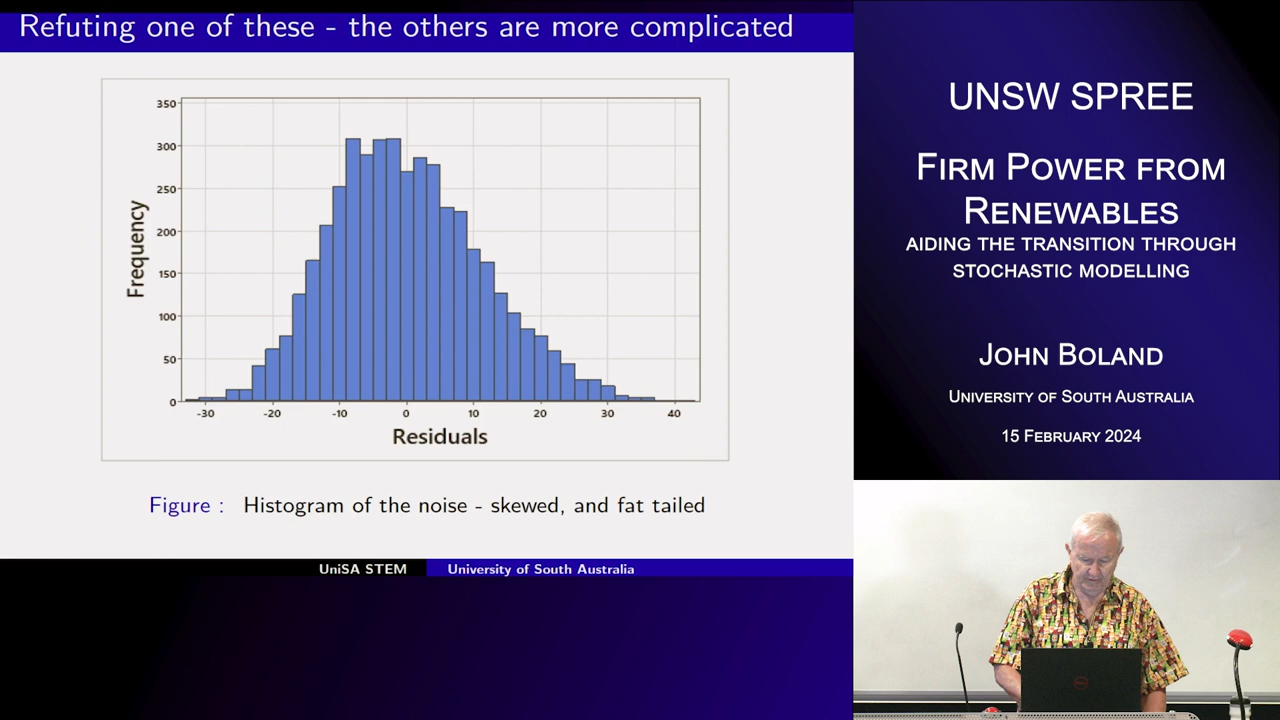 Refuting one of these - the others are more complicated
350
300
250
200
150
100
50
0
Frequency
-30 -20 -10 0 10 20 30 40
Residuals
Figure : Histogram of the noise - skewed, and fat tailed
UniSA STEM University of South Australia
UNSW SPREE
FIRM POWER FROM
RENEWABLES
AIDING THE TRANSITION THROUGH
STOCHASTIC MODELLING
JOHN BOLAND
UNIVERSITY OF SOUTH AUSTRALIA
15 FEBRUARY 2024